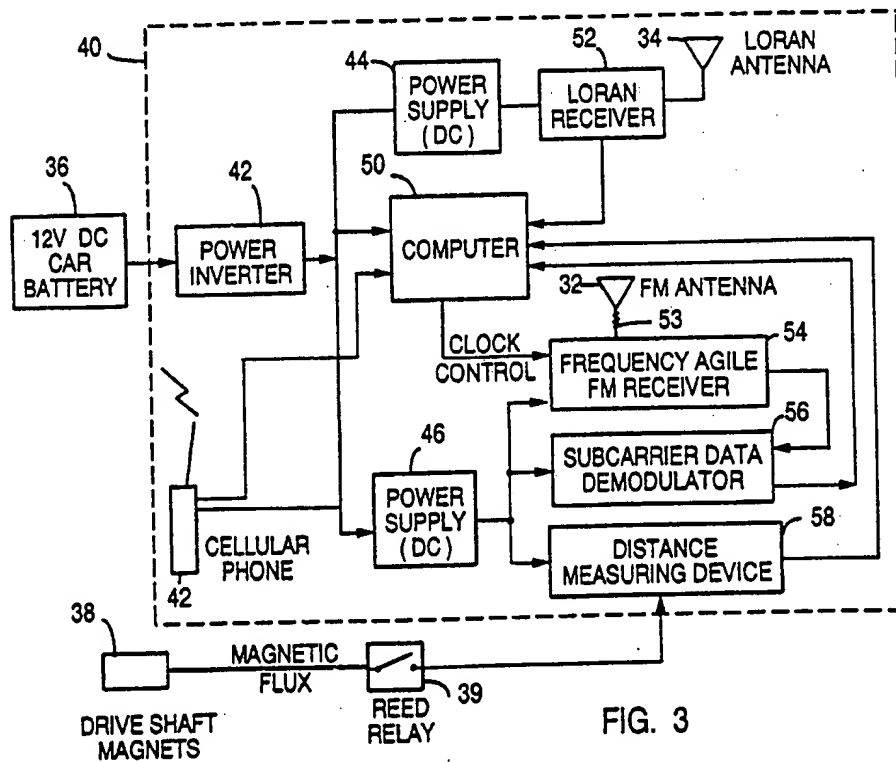 40
44
POWER
SUPPLY
(DC)
52
LORAN
RECEIVER
34
LORAN
ANTENNA
36
12V DC
CAR
BATTERY
42
POWER
INVERTER
50
COMPUTER
32
FM ANTENNA
53
CLOCK
CONTROL
54
FREQUENCY AGILE
FM RECEIVER
56
SUBCARRIER DATA
DEMODULATOR
46
POWER
SUPPLY
(DC)
58
DISTANCE
MEASURING DEVICE
CELLULAR
PHONE
42
38
DRIVE SHAFT
MAGNETS
MAGNETIC
FLUX
39
REED
RELAY
FIG. 3